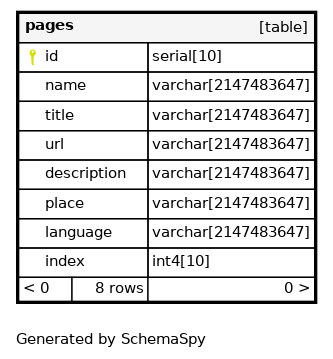 pages [table]
id serial[10]
name varchar[2147483647]
title varchar[2147483647]
url varchar[2147483647]
description varchar[2147483647]
place varchar[2147483647]
language varchar[2147483647]
index int4[10]
< 0 8 rows 0 >
Generated by SchemaSpy